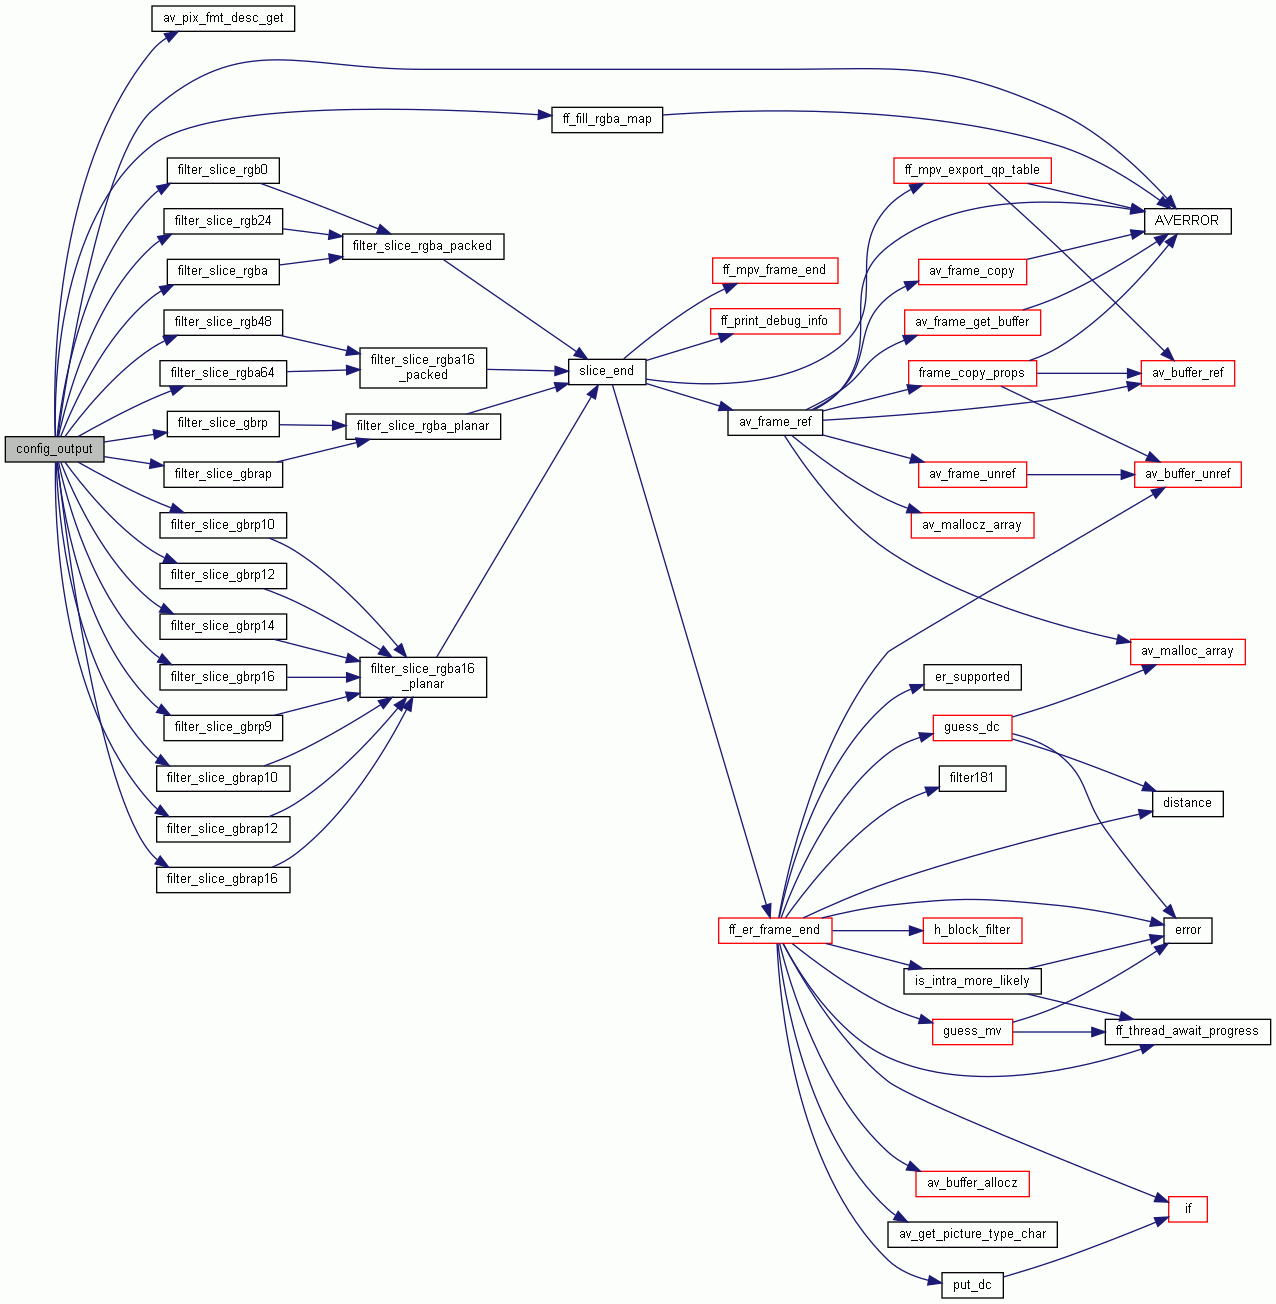 av_pix_fmt_desc_get
ff_fill_rgba_map
filter_slice_rgb0
ff_mpv_export_qp_table
filter_slice_rgb24
AVERROR
filter_slice_rgba_packed
filter_slice_rgba
ff_mpv_frame_end
av_frame_copy
filter_slice_rgb48
ff_print_debug_info
av_frame_get_buffer
filter_slice_rgba16
_packed
filter_slice_rgba64
slice_end
frame_copy_props
av_buffer_ref
filter_slice_gbrp
filter_slice_rgba_planar
av_frame_ref
config_output
filter_slice_gbrap
av_frame_unref
av_buffer_unref
filter_slice_gbrp10
av_mallocz_array
filter_slice_gbrp12
filter_slice_gbrp14
av_malloc_array
filter_slice_rgba16
_planar
filter_slice_gbrp16
er_supported
filter_slice_gbrp9
guess_dc
filter_slice_gbrap10
filter181
distance
filter_slice_gbrap12
filter_slice_gbrap16
ff_er_frame_end
h_block_filter
error
is_intra_more_likely
guess_mv
ff_thread_await_progress
av_buffer_allocz
if
av_get_picture_type_char
put_dc